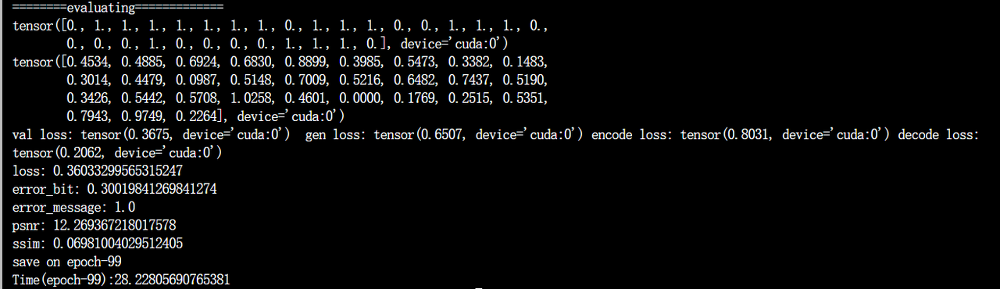 ========evaluating=============
tensor([0., 1., 1., 1., 1., 1., 1., 1., 0., 1., 1., 1., 0., 0., 1., 1., 1., 0.,
0., 0., 0., 1., 0., 0., 0., 0., 1., 1., 1., 0.], device='cuda:0')
tensor([0.4534, 0.4885, 0.6924, 0.6830, 0.8899, 0.3985, 0.5473, 0.3382, 0.1483,
0.3014, 0.4479, 0.0987, 0.5148, 0.7009, 0.5216, 0.6482, 0.7437, 0.5190,
0.3426, 0.5442, 0.5708, 1.0258, 0.4601, 0.0000, 0.1769, 0.2515, 0.5351,
0.7943, 0.9749, 0.2264], device='cuda:0')
val loss: tensor(0.3675, device='cuda:0')  gen loss: tensor(0.6507, device='cuda:0') encode loss: tensor(0.8031, device='cuda:0') decode loss:
tensor(0.2062, device='cuda:0')
loss: 0.36033299565315247
error_bit: 0.30019841269841274
error_message: 1.0
psnr: 12.269367218017578
ssim: 0.06981004029512405
save on epoch-99
Time(epoch-99):28.22805690765381